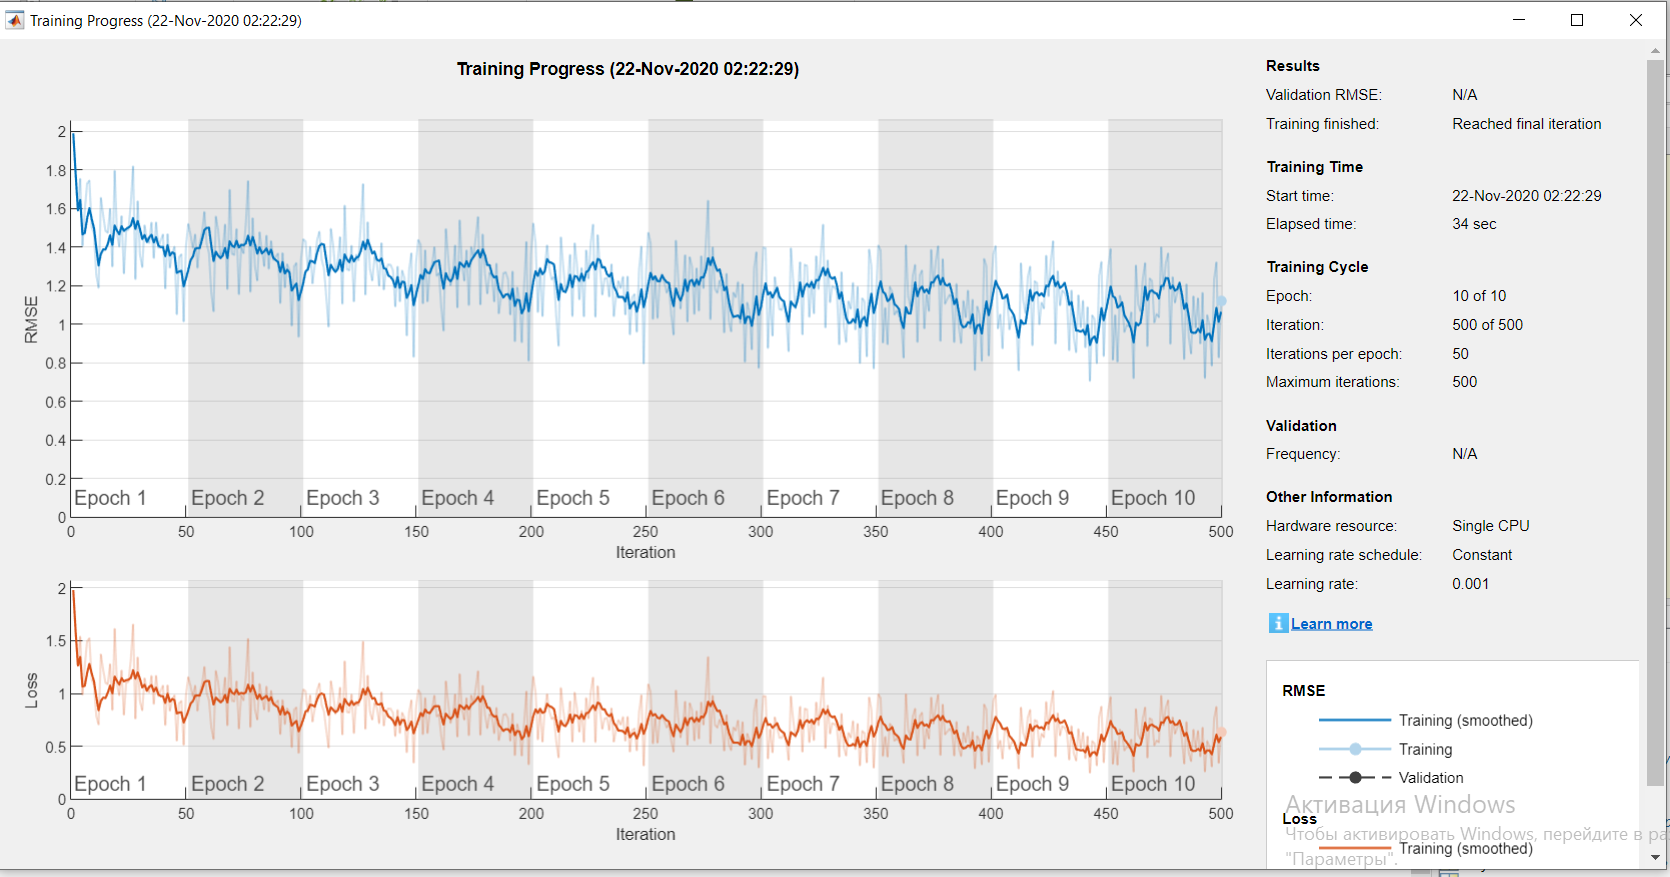 Training Progress (22-Nov-2020 02:22:29)
Training Progress (22-Nov-2020 02:22:29)
2
1.8
1.6
1.4
1.2
1
0.8
0.6
0.4
0.2
0
RMSE
Epoch 1 Epoch 2 Epoch 3 Epoch 4 Epoch 5 Epoch 6 Epoch 7 Epoch 8 Epoch 9 Epoch 10
0 50 100 150 200 250 300 350 400 450 500
Iteration
2
1.5
1
0.5
0
Loss
Epoch 1 Epoch 2 Epoch 3 Epoch 4 Epoch 5 Epoch 6 Epoch 7 Epoch 8 Epoch 9 Epoch 10
0 50 100 150 200 250 300 350 400 450 500
Iteration
Results
Validation RMSE: N/A
Training finished: Reached final iteration
Training Time
Start time: 22-Nov-2020 02:22:29
Elapsed time: 34 sec
Training Cycle
Epoch: 10 of 10
Iteration: 500 of 500
Iterations per epoch: 50
Maximum iterations: 500
Validation
Frequency: N/A
Other Information
Hardware resource: Single CPU
Learning rate schedule: Constant
Learning rate: 0.001
Learn more
RMSE
Training (smoothed)
Training
Validation
Активация Windows
Loss
Чтобы активировать Windows, перейдите в ра
Training (smoothed)
"Параметры".